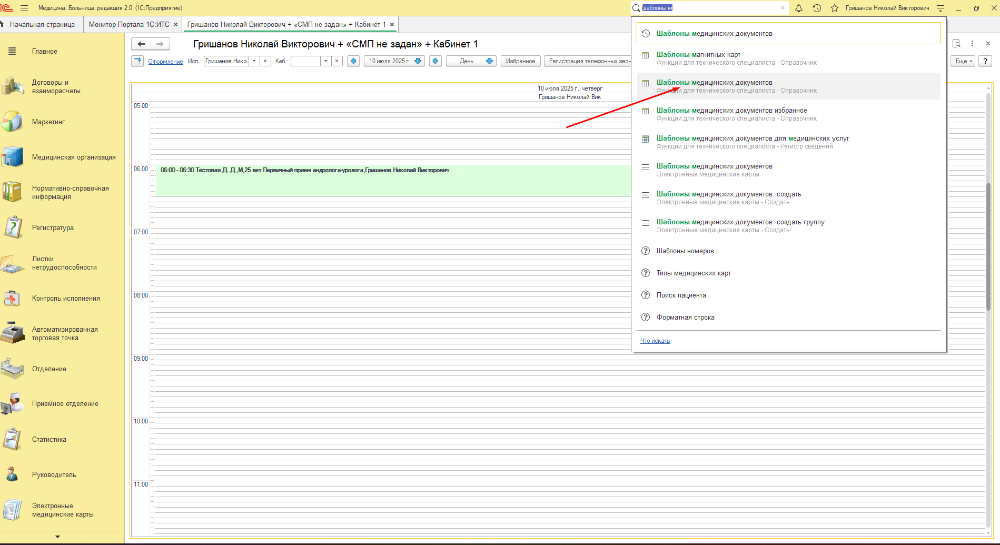 Медицина. Больница, редакция 2.0 (1С:Предприятие)
шаблоны м
Гришанов Николай Викторович
Начальная страница
Монитор Портала 1С:ИТС
Гришанов Николай Викторович + «СМП не задан» + Кабинет 1
Главное
Договоры и
взаиморасчеты
Маркетинг
Медицинская организация
Нормативно-справочная
информация
Регистратура
Листки
нетрудоспособности
Контроль исполнения
Автоматизированная
торговая точка
Отделение
Приемное отделение
Статистика
Руководитель
Электронные
медицинские карты
Гришанов Николай Викторович + «СМП не задан» + Кабинет 1
Оформление
Исп.:
Гришанов Нико.
Каб.:
10 июля 2025 г.
День
Избранное
Регистрация телефонных звон
Еще
?
10 июля 2025 г., четверг
Гришанов Николай Вик
05:00
06:00
06:00 - 06:30 Тестовая Д. Д.,М,25 лет Первичный прием андролога-уролога,Гришанов Николай Викторович
07:00
08:00
09:00
10:00
11:00
Шаблоны медицинских документов
Шаблоны магнитных карт
Функции для технического специалиста - Справочник
Шаблоны медицинских документов
Функции для технического специалиста - Справочник
Шаблоны медицинских документов избранное
Функции для технического специалиста - Справочник
Шаблоны медицинских документов для медицинских услуг
Функции для технического специалиста - Регистр сведений
Шаблоны медицинских документов
Электронные медицинские карты
Шаблоны медицинских документов: создать
Электронные медицинские карты - Создать
Шаблоны медицинских документов: создать группу
Электронные медицинские карты - Создать
Шаблоны номеров
Типы медицинских карт
Поиск пациента
Форматная строка
Что искать